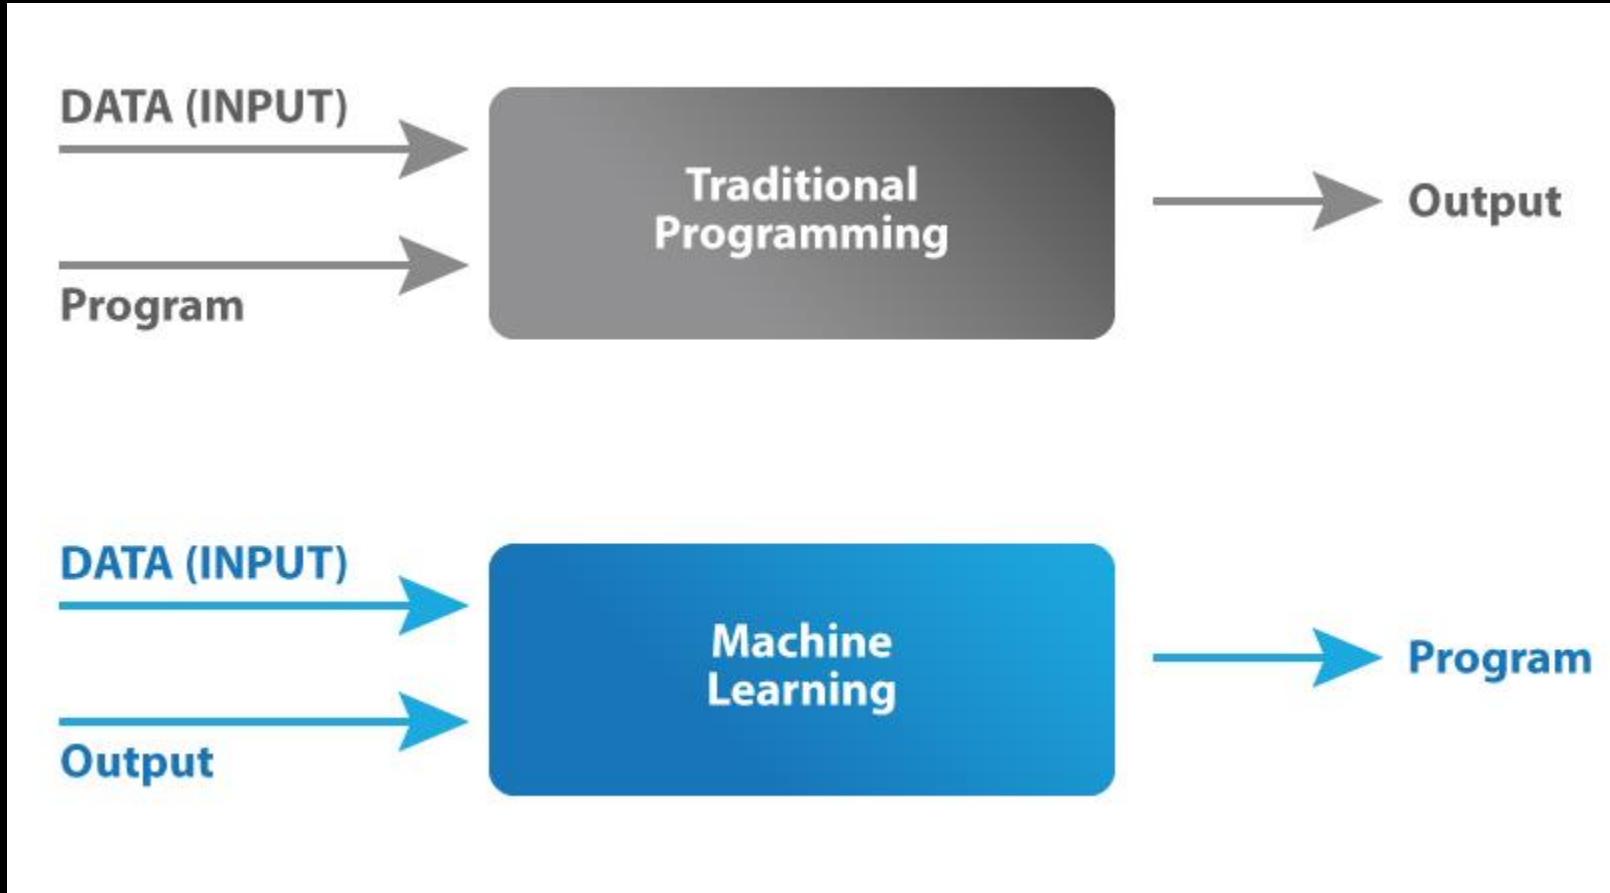 DATA (INPUT)
Program
Traditional
Programming
Output
DATA (INPUT)
Output
Machine
Learning
Program